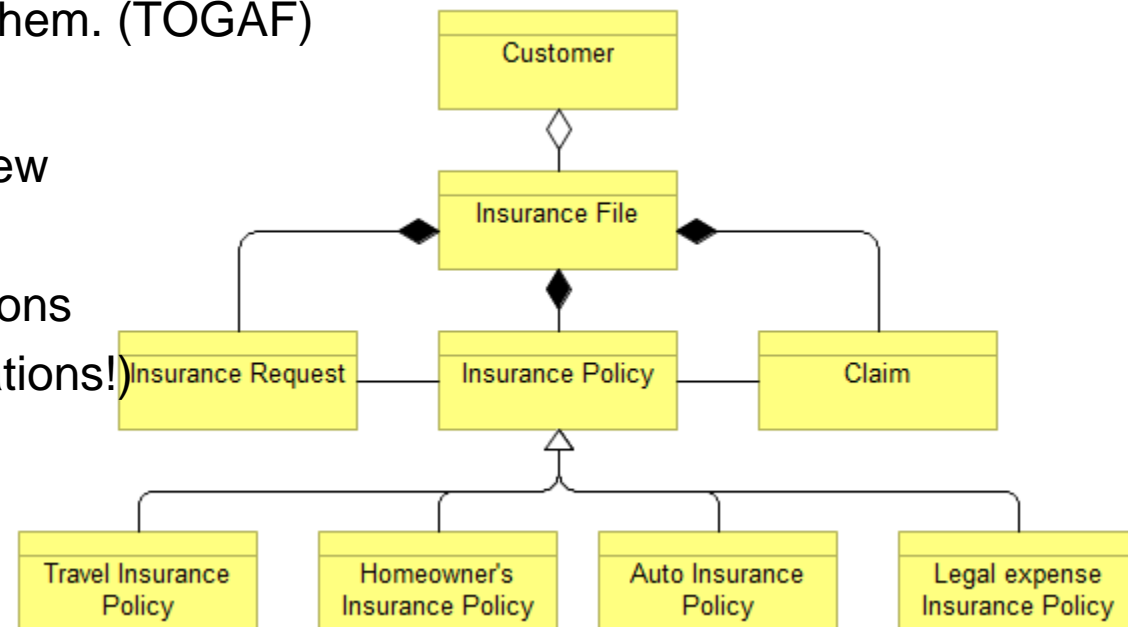 hem. (TOGAF)
Customer
ew
Insurance File
ons
tions!)
Insurance Request
Insurance Policy
Claim
Travel Insurance
Policy
Homeowner's
Insurance Policy
Auto Insurance
Policy
Legal expense
Insurance Policy